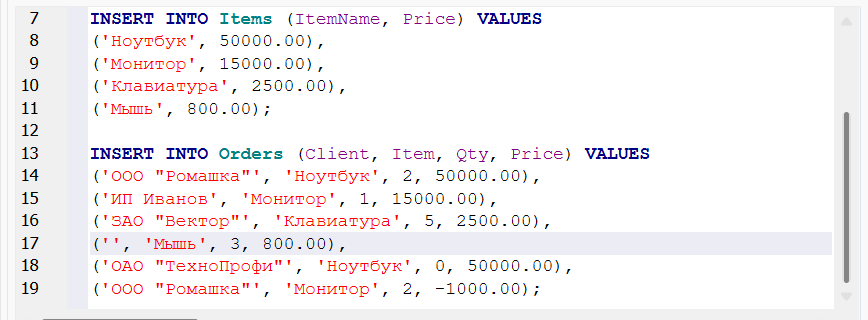 7 INSERT INTO Items (ItemName, Price) VALUES
8 ('Ноутбук', 50000.00),
9 ('Монитор', 15000.00),
10 ('Клавиатура', 2500.00),
11 ('Мышь', 800.00);
12
13 INSERT INTO Orders (Client, Item, Qty, Price) VALUES
14 ('ООО "Ромашка"', 'Ноутбук', 2, 50000.00),
15 ('ИП Иванов', 'Монитор', 1, 15000.00),
16 ('ЗАО "Вектор"', 'Клавиатура', 5, 2500.00),
17 ('', 'Мышь', 3, 800.00),
18 ('ОАО "ТехноПрофи"', 'Ноутбук', 0, 50000.00),
19 ('ООО "Ромашка"', 'Монитор', 2, -1000.00);